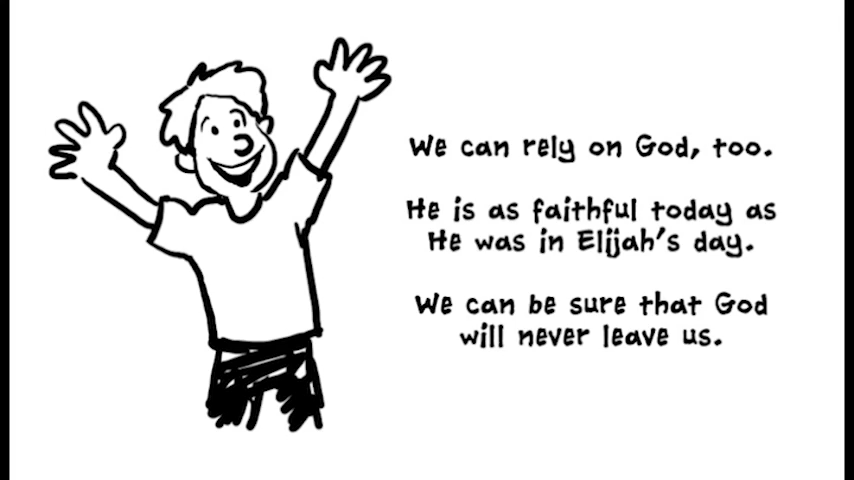 We can rely on God, too.
He is as faithful today as
He was in Elijah's day.
We can be sure that God
will never leave us.